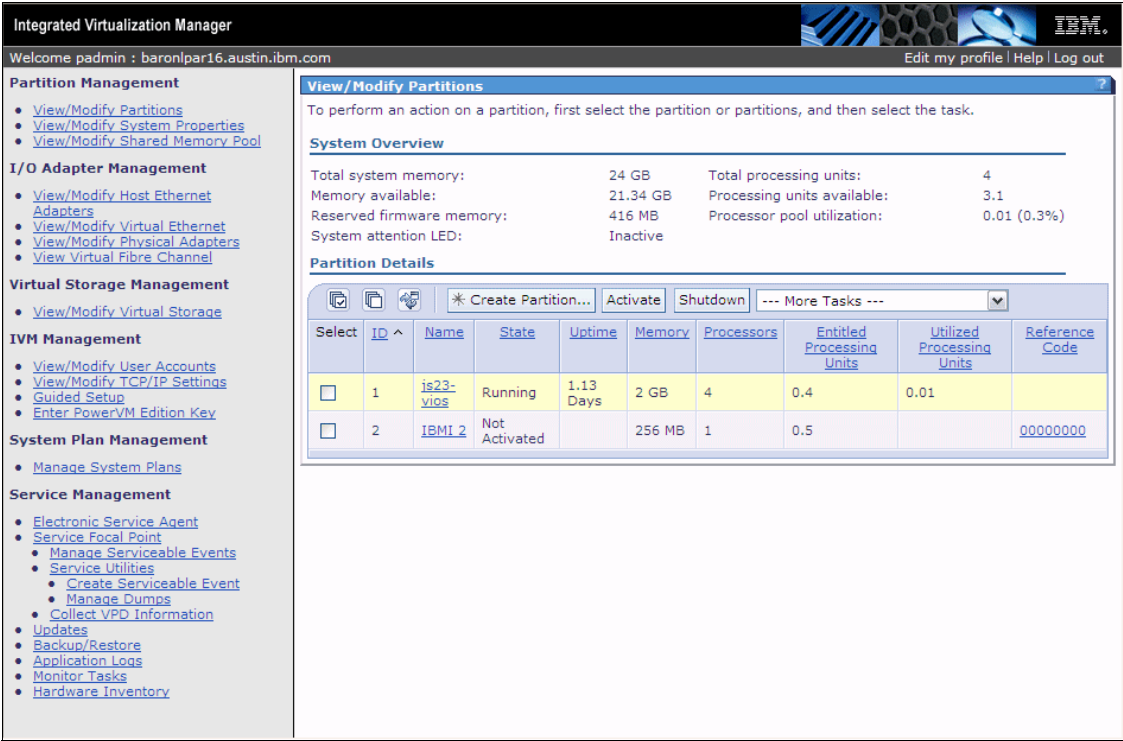 Integrated Virtualization Manager
IBM.
Welcome padmin : baronlpar16.austin.ibm.com
Edit my profile | Help | Log out
Partition Management
View/Modify Partitions
View/Modify System Properties
View/Modify Shared Memory Pool
I/O Adapter Management
View/Modify Host Ethernet
Adapters
View/Modify Virtual Ethernet
View/Modify Physical Adapters
View Virtual Fibre Channel
Virtual Storage Management
View/Modify Virtual Storage
IVM Management
View/Modify User Accounts
View/Modify TCP/IP Settings
Guided Setup
Enter PowerVM Edition Key
System Plan Management
Manage System Plans
Service Management
Electronic Service Agent
Service Focal Point
Manage Serviceable Events
Service Utilities
Create Serviceable Event
Manage Dumps
Collect VPD Information
Updates
Backup/Restore
Application Logs
Monitor Tasks
Hardware Inventory
View/Modify Partitions ?
To perform an action on a partition, first select the partition or partitions, and then select the task.
System Overview
Total system memory: 24 GB Total processing units: 4
Memory available: 21.34 GB Processing units available: 3.1
Reserved firmware memory: 416 MB Processor pool utilization: 0.01 (0.3%)
System attention LED: Inactive
Partition Details
Create Partition... Activate Shutdown --- More Tasks ---
Select ID Name State Uptime Memory Processors Entitled Processing Units Utilized Processing Units Reference Code
1 js23-vios Running 1.13 Days 2 GB 4 0.4 0.01
2 IBMI 2 Not Activated 256 MB 1 0.5 00000000